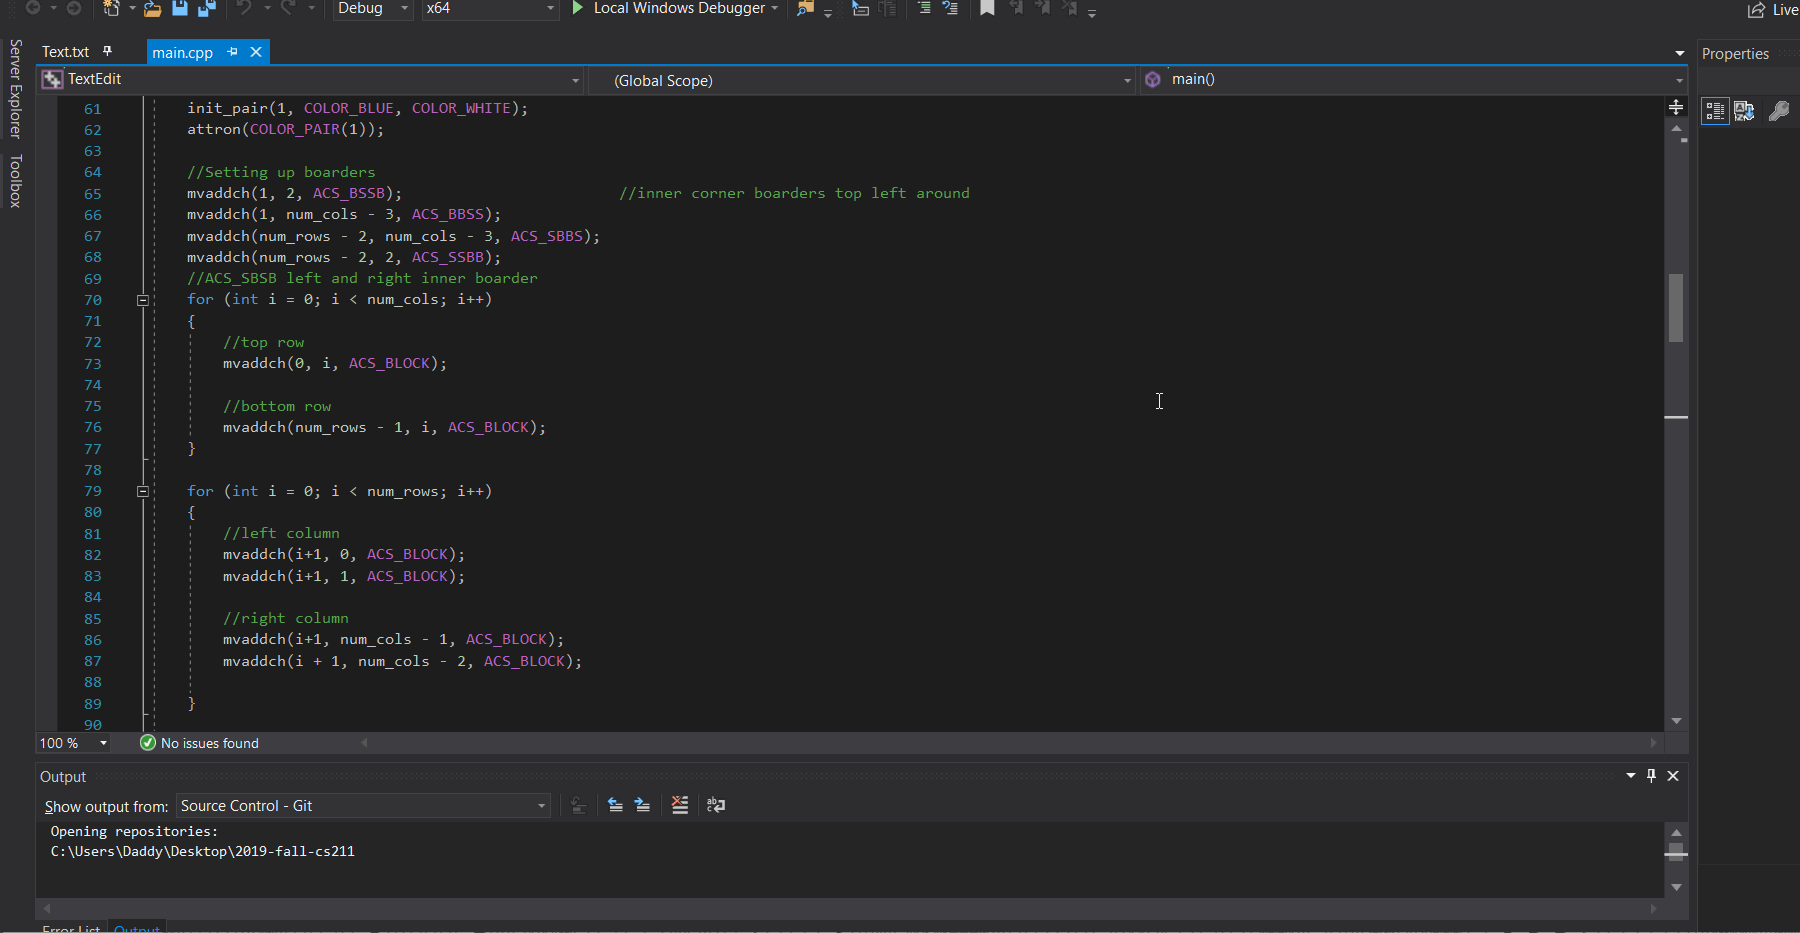 Debug x64 Local Windows Debugger Live
Server Explorer
Toolbox
Text.txt main.cpp
Properties
TextEdit (Global Scope) main()
61 init_pair(1, COLOR_BLUE, COLOR_WHITE);
62 attron(COLOR_PAIR(1));
63
64 //Setting up boarders
65 mvaddch(1, 2, ACS_BSSB); //inner corner boarders top left around
66 mvaddch(1, num_cols - 3, ACS_BBSS);
67 mvaddch(num_rows - 2, num_cols - 3, ACS_SBBS);
68 mvaddch(num_rows - 2, 2, ACS_SSBB);
69 //ACS_SBSB left and right inner boarder
70 for (int i = 0; i < num_cols; i++)
71 {
72 //top row
73 mvaddch(0, i, ACS_BLOCK);
74
75 //bottom row
76 mvaddch(num_rows - 1, i, ACS_BLOCK);
77 }
78
79 for (int i = 0; i < num_rows; i++)
80 {
81 //left column
82 mvaddch(i+1, 0, ACS_BLOCK);
83 mvaddch(i+1, 1, ACS_BLOCK);
84
85 //right column
86 mvaddch(i+1, num_cols - 1, ACS_BLOCK);
87 mvaddch(i + 1, num_cols - 2, ACS_BLOCK);
88
89 }
90
100 % No issues found
Output
Show output from: Source Control - Git
Opening repositories:
C:\Users\Daddy\Desktop\2019-fall-cs211
Error List Output